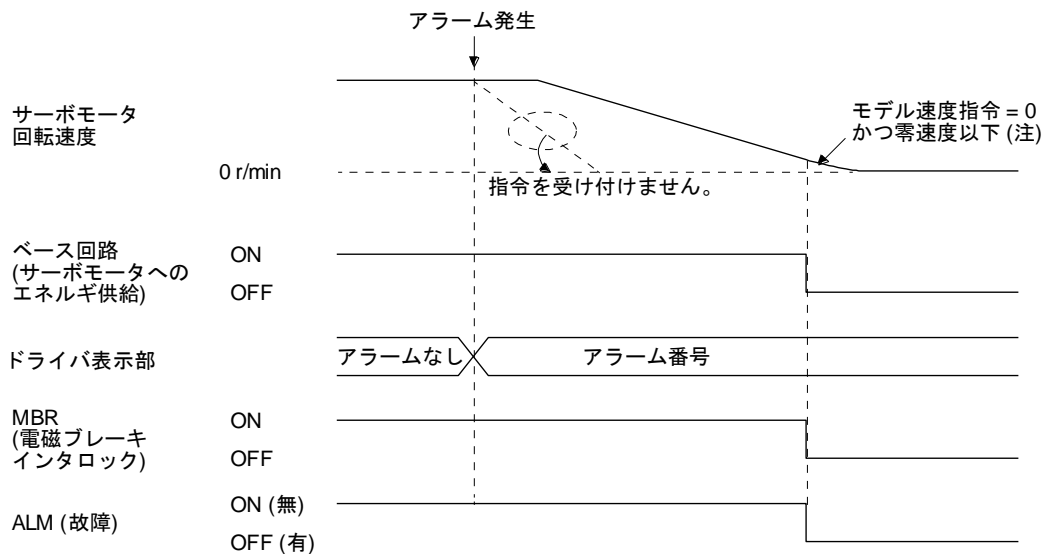 アラーム発生
サーボモータ
回転速度
モデル速度指令 = 0
かつ零速度以下 (注)
0 r/min
指令を受け付けません。
ベース回路
(サーボモータへの
エネルギ供給)
ON
OFF
ドライバ表示部
アラームなし
アラーム番号
MBR
(電磁ブレーキ
インタロック)
ON
OFF
ALM (故障)
ON (無)
OFF (有)